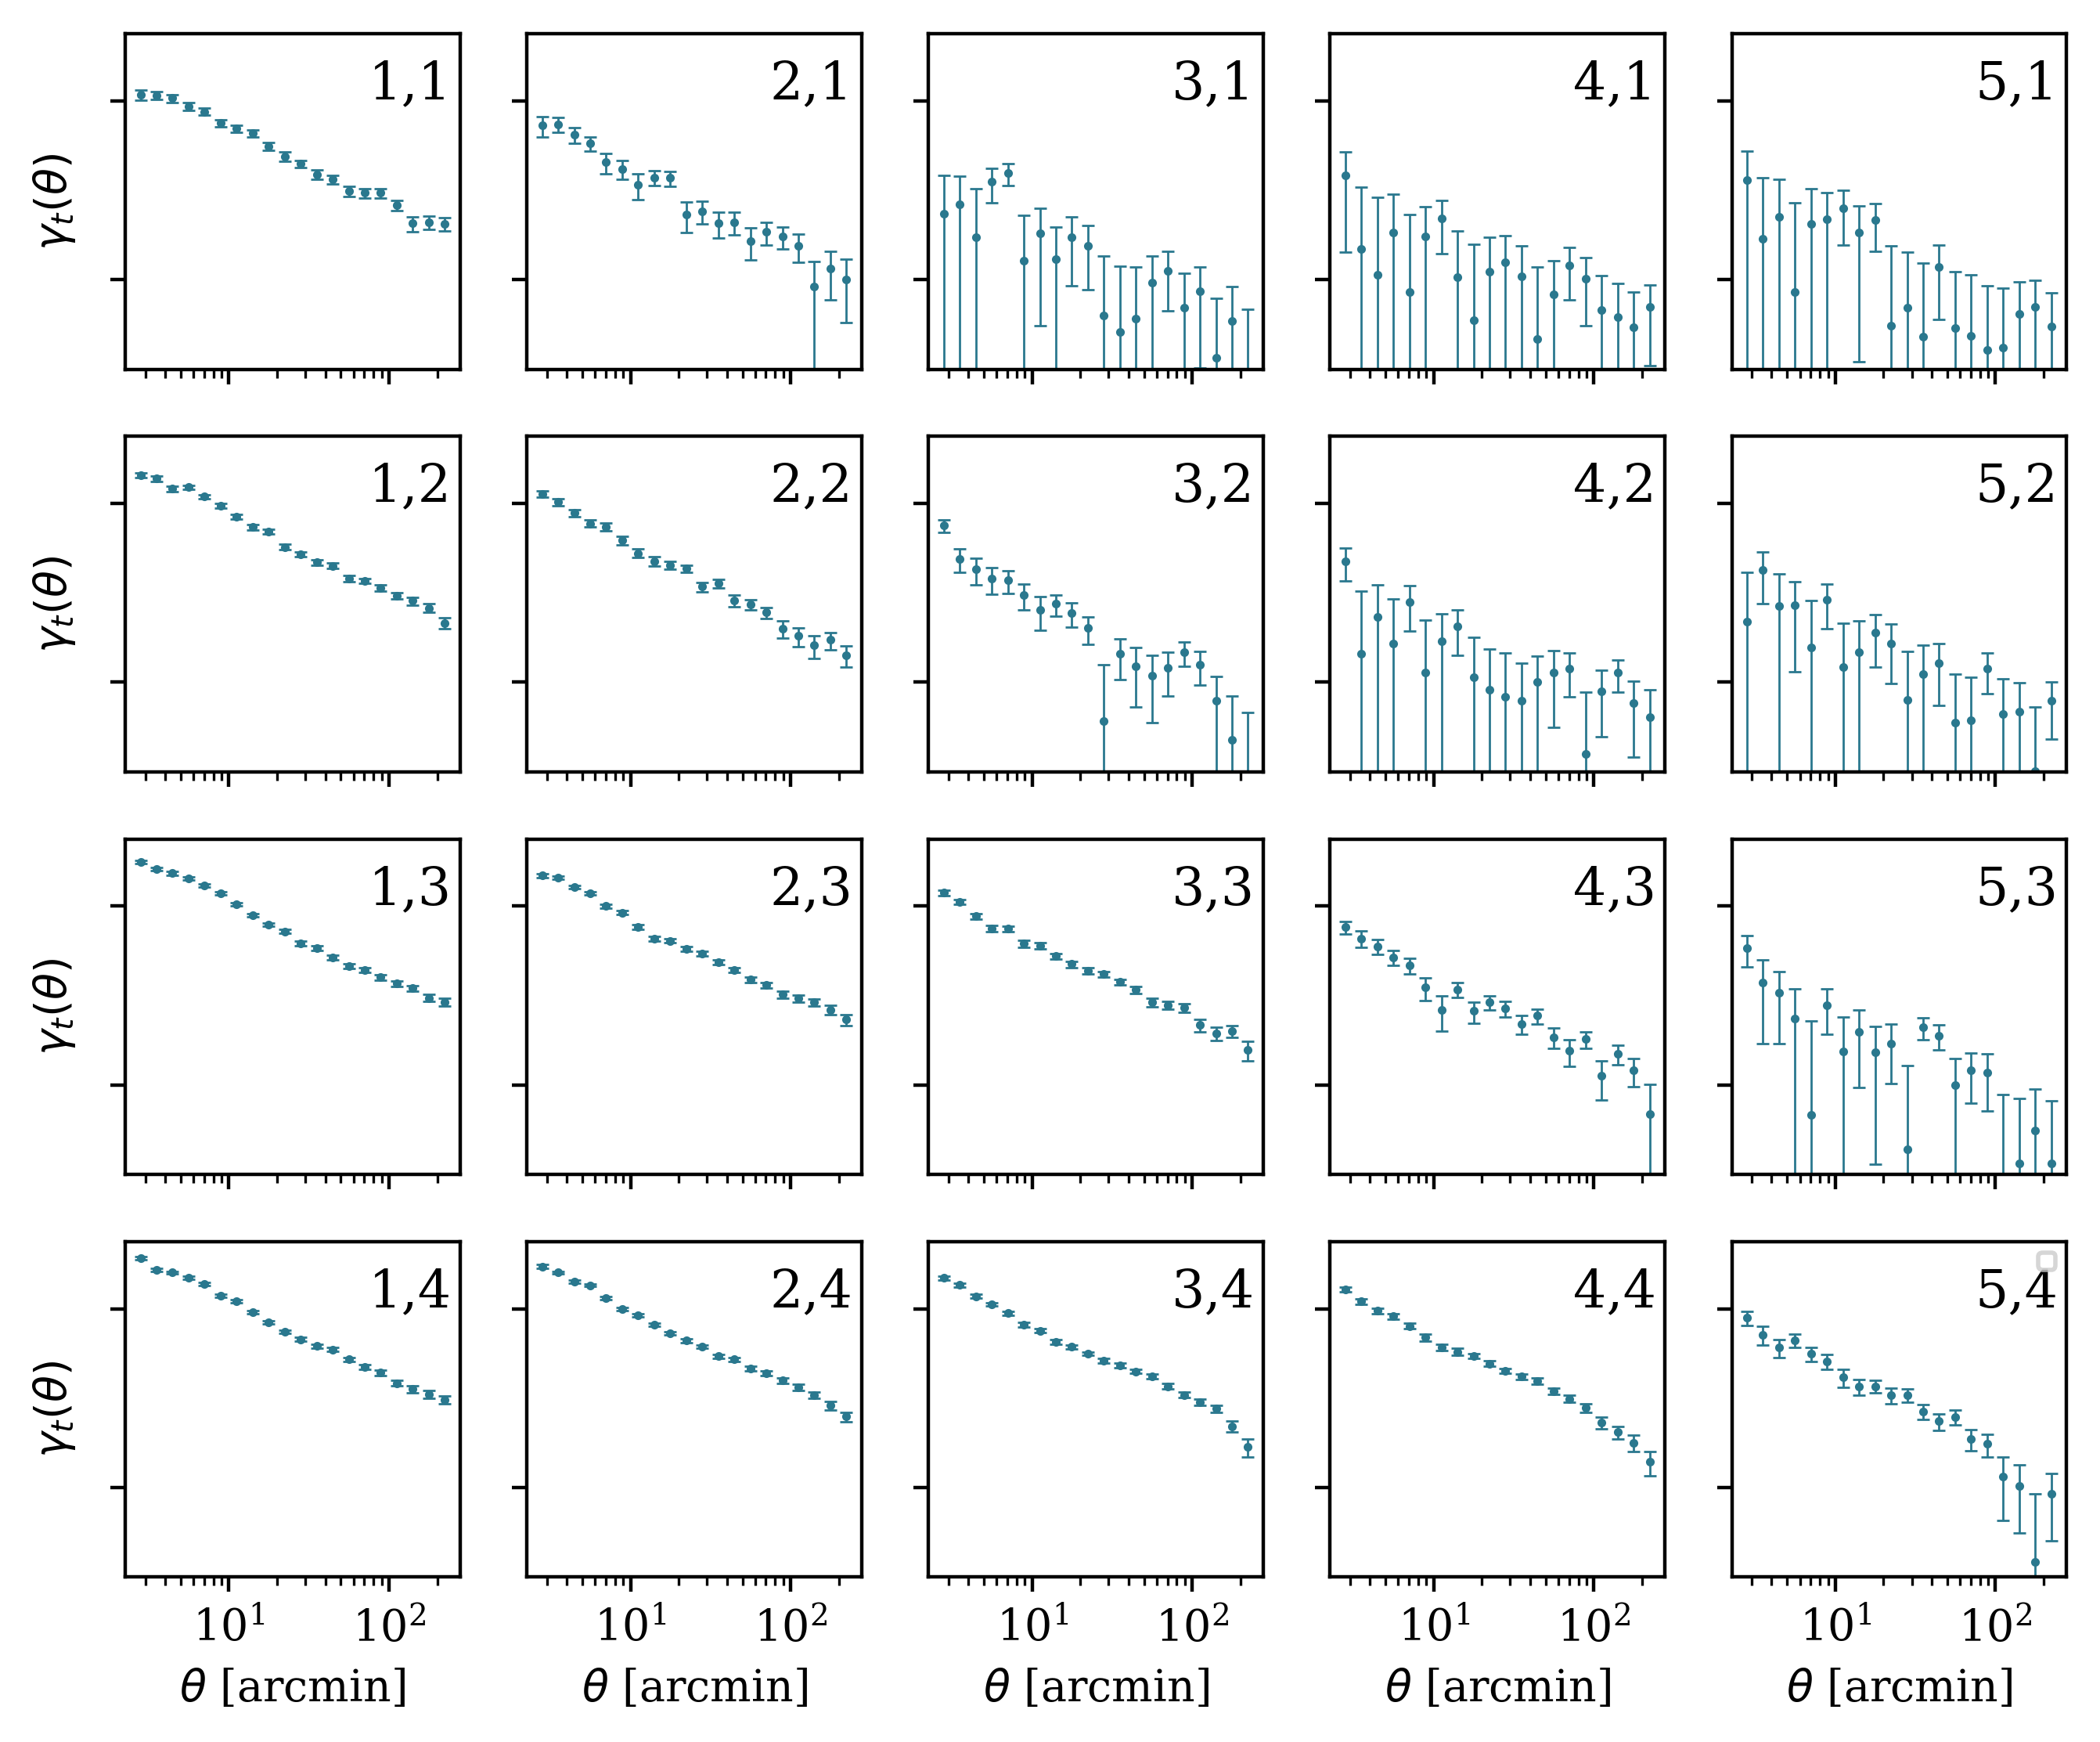 γt(θ) 1,1 2,1 3,1 4,1 5,1
γt(θ) 1,2 2,2 3,2 4,2 5,2
γt(θ) 1,3 2,3 3,3 4,3 5,3
γt(θ) 1,4 2,4 3,4 4,4 5,4
10¹ 10² 10¹ 10² 10¹ 10² 10¹ 10² 10¹ 10²
θ [arcmin] θ [arcmin] θ [arcmin] θ [arcmin] θ [arcmin]